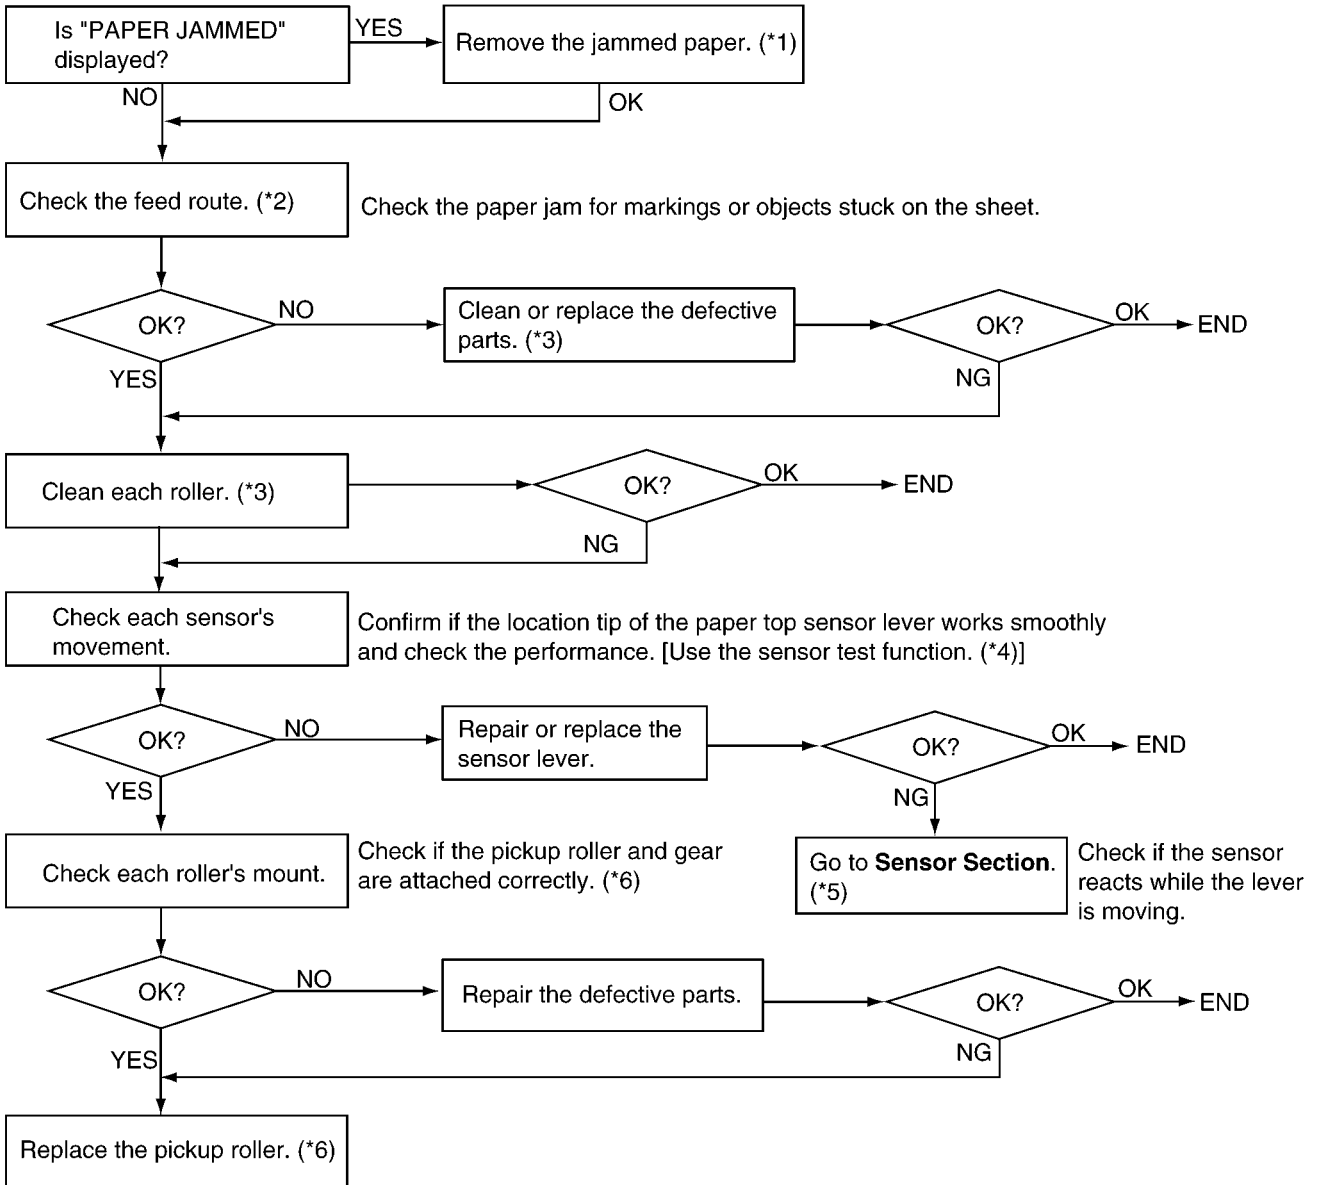 Is "PAPER JAMMED"
displayed?
YES
Remove the jammed paper. (*1)
NO
OK
Check the feed route. (*2)
Check the paper jam for markings or objects stuck on the sheet.
OK?
NO
Clean or replace the defective
parts. (*3)
OK?
OK
END
YES
NG
Clean each roller. (*3)
OK?
OK
END
NG
Check each sensor's
movement.
Confirm if the location tip of the paper top sensor lever works smoothly
and check the performance. [Use the sensor test function. (*4)]
OK?
NO
Repair or replace the
sensor lever.
OK?
OK
END
YES
NG
Check each roller's mount.
Check if the pickup roller and gear
are attached correctly. (*6)
Go to Sensor Section.
(*5)
Check if the sensor
reacts while the lever
is moving.
OK?
NO
Repair the defective parts.
OK?
OK
END
YES
NG
Replace the pickup roller. (*6)